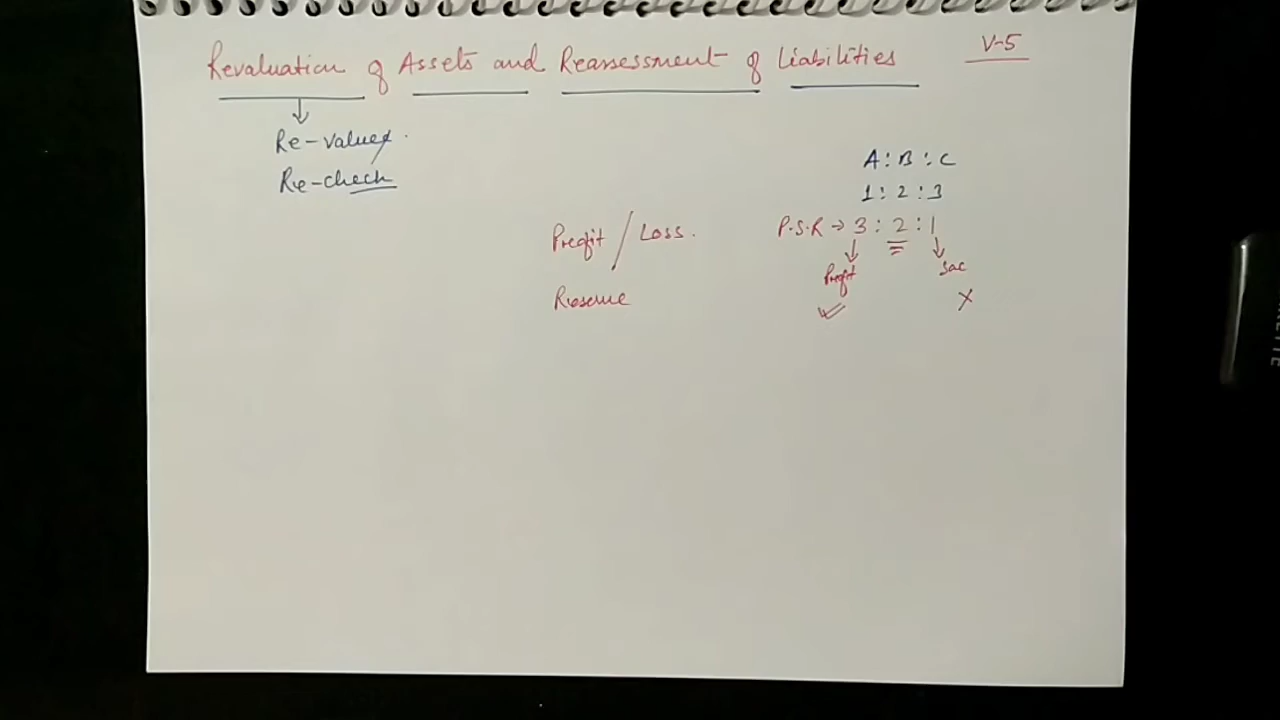 Revaluation of Assets and Reassessment of Liabilities
V-5
Re-valued.
Re-check
A : B : C
1 : 2 : 3
Profit / Loss.
P.S.R → 3 : 2 : 1
Profit
Sac
Reserve